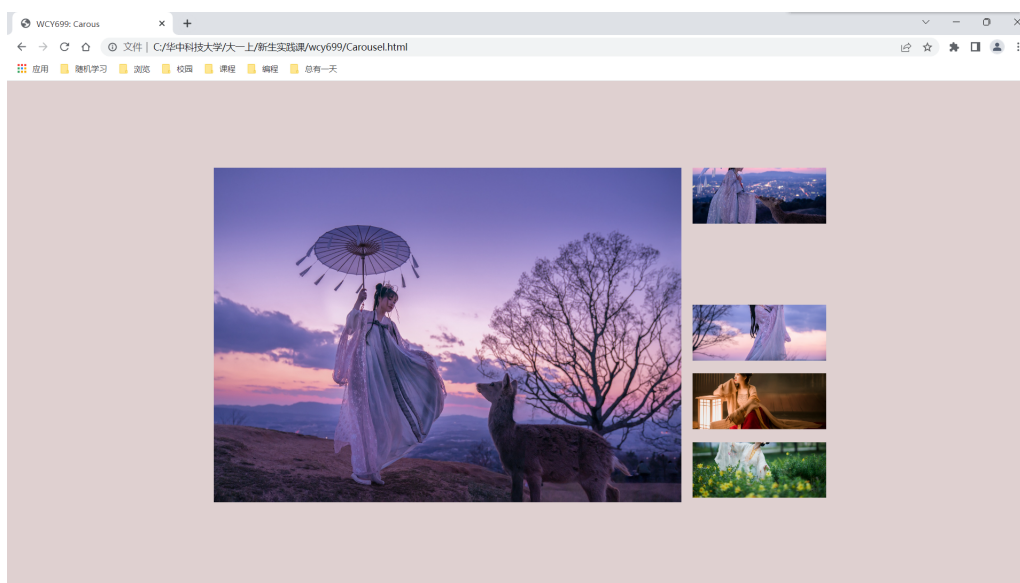 WCY699: Carous
文件 | C:/华中科技大学/大一上/新生实践课/wcy699/Carousel.html
应用 随机学习 浏览 校园 课程 编程 总有一天